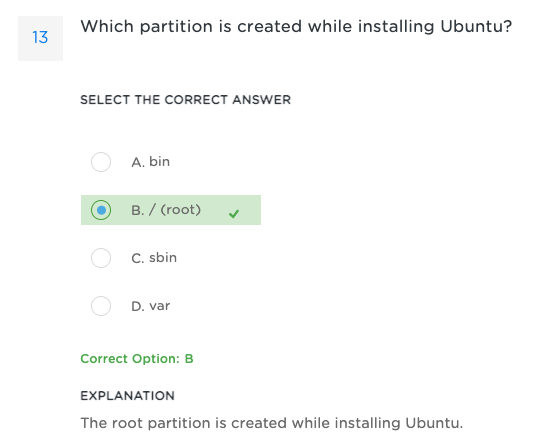 13
Which partition is created while installing Ubuntu?
SELECT THE CORRECT ANSWER
A. bin
B. / (root)
C. sbin
D. var
Correct Option: B
EXPLANATION
The root partition is created while installing Ubuntu.